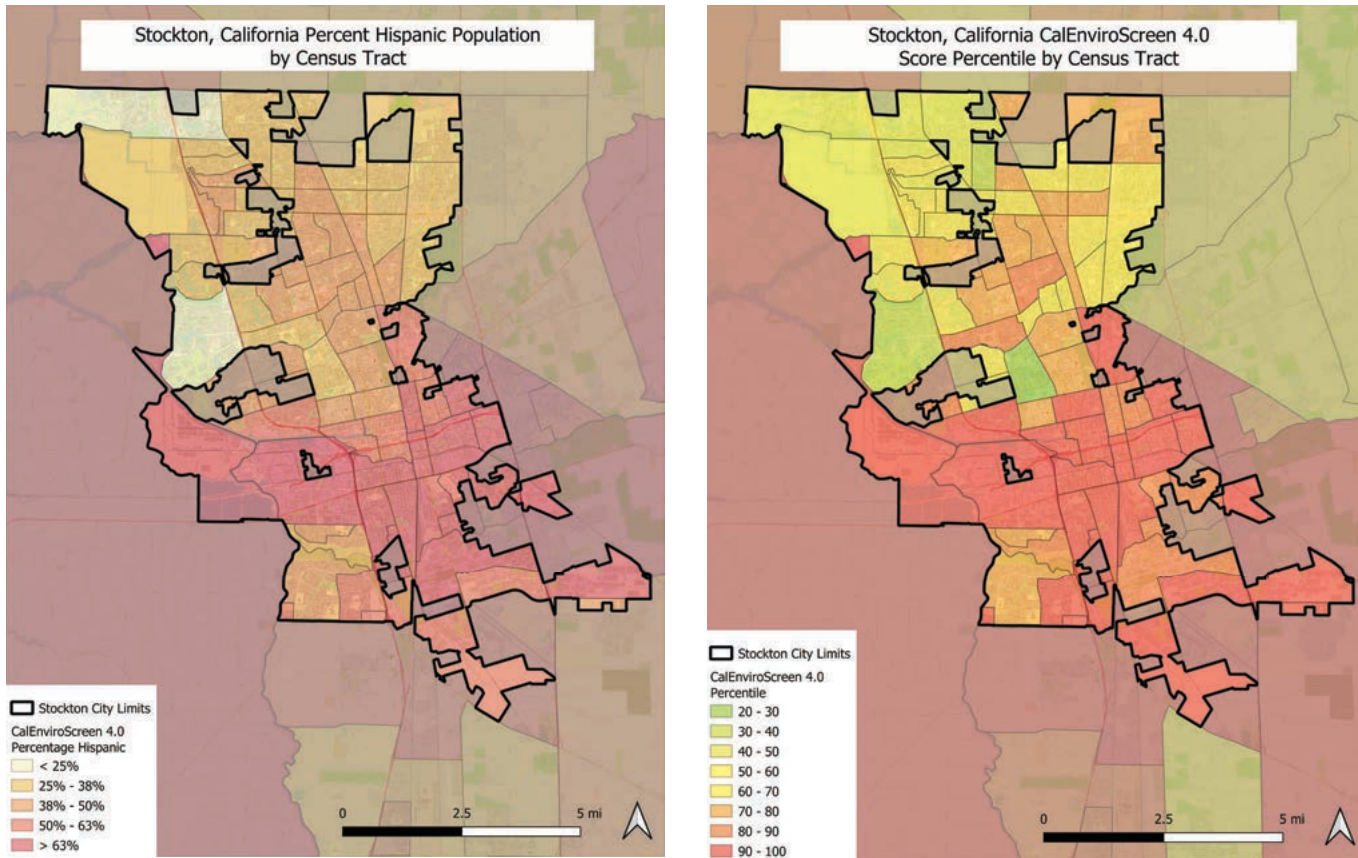 Stockton, California Percent Hispanic Population
by Census Tract
Stockton City Limits
CalEnviroScreen 4.0
Percentage Hispanic
< 25%
25% - 38%
38% - 50%
50% - 63%
> 63%
0 2.5 5 mi
Stockton, California CalEnviroScreen 4.0
Score Percentile by Census Tract
Stockton City Limits
CalEnviroScreen 4.0
Percentile
20 - 30
30 - 40
40 - 50
50 - 60
60 - 70
70 - 80
80 - 90
90 - 100
0 2.5 5 mi